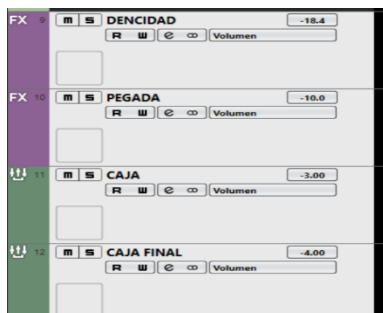 FX 9 m S DENCIDAD -18.4
R W e Volumen
FX 10 m S PEGADA -10.0
R W e Volumen
11 m S CAJA -3.00
R W e Volumen
12 m S CAJA FINAL -4.00
R W e Volumen